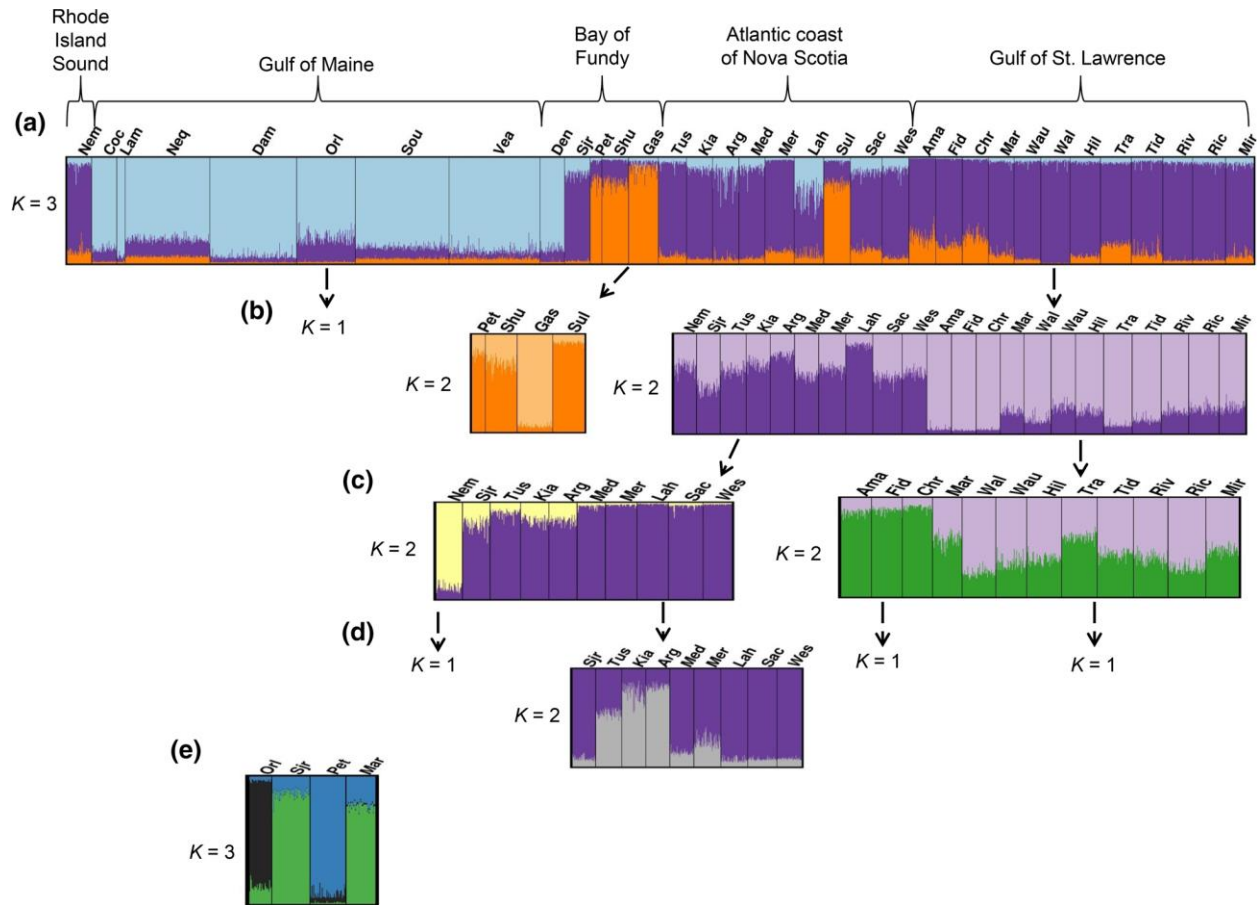 Rhode
Island
Sound
Gulf of Maine
Bay of
Fundy
Atlantic coast
of Nova Scotia
Gulf of St. Lawrence
(a)
Nem Coc Lam Neq Dam Orl Sou Vea Den Sjr Pet Shu Gas Tus Kia Arg Med Mer Lah Sul Sac Wes Ama Fid Chr Mar Wau Wal Hil Tra Tid Riv Ric Mir
K = 3
(b)
K = 1
Pet Shu Gas Sul
K = 2
Nem Sjr Tus Kia Arg Med Mer Lah Sac Wes Ama Fid Chr Mar Wal Wau Hil Tra Tid Riv Ric Mir
K = 2
(c)
Nem Sjr Tus Kia Arg Med Mer Lah Sac Wes
K = 2
Ama Fid Chr Mar Wal Wau Hil Tra Tid Riv Ric Mir
K = 2
(d)
K = 1
K = 1
K = 1
Sjr Tus Kia Arg Med Mer Lah Sac Wes
K = 2
(e)
Orl Sjr Pet Mar
K = 3